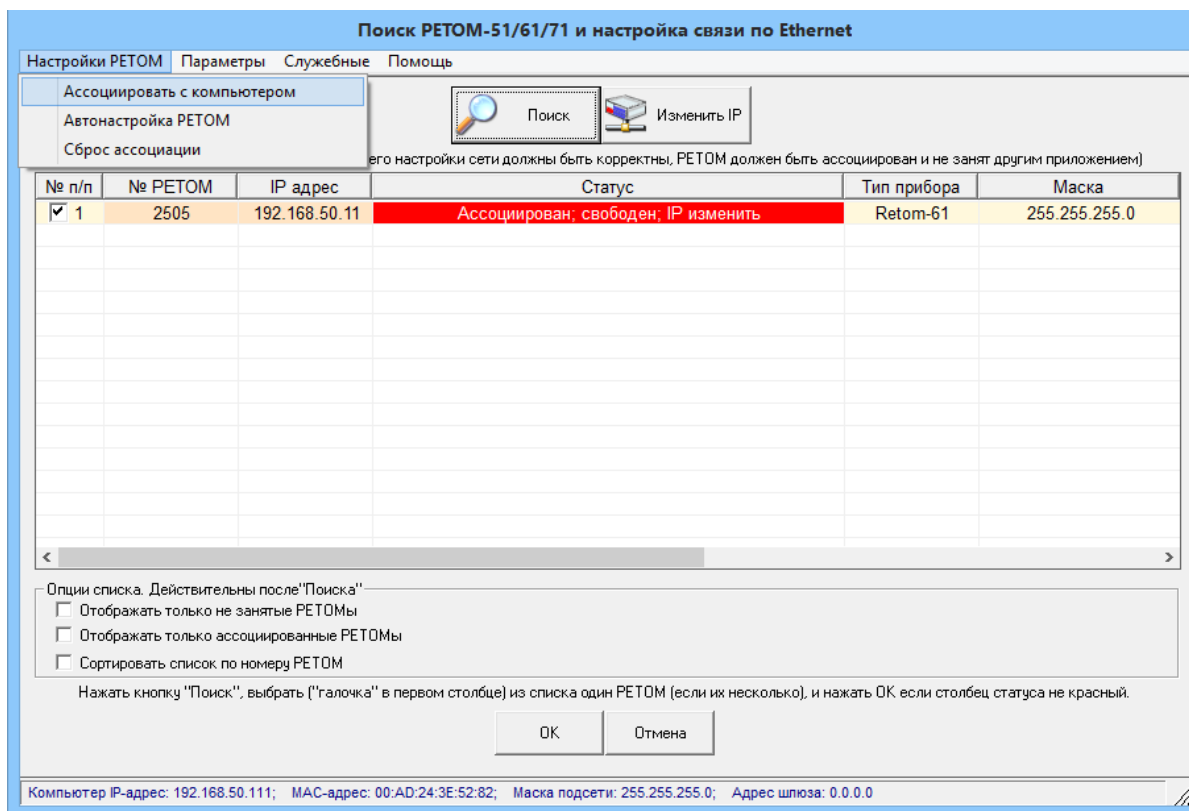 Поиск РЕТОМ-51/61/71 и настройка связи по Ethernet
Настройки РЕТОМ Параметры Служебные Помощь
Ассоциировать с компьютером
Автонастройка РЕТОМ
Сброс ассоциации
Поиск Изменить IP
его настройки сети должны быть корректны, РЕТОМ должен быть ассоциирован и не занят другим приложением)
№ п/п № РЕТОМ IP адрес Статус Тип прибора Маска
1 2505 192.168.50.11 Ассоциирован; свободен; IP изменить Retom-61 255.255.255.0
Опции списка. Действительны после"Поиска"
Отображать только не занятые РЕТОМы
Отображать только ассоциированные РЕТОМы
Сортировать список по номеру РЕТОМ
Нажать кнопку "Поиск", выбрать ("галочка" в первом столбце) из списка один РЕТОМ (если их несколько), и нажать ОК если столбец статуса не красный.
ОК Отмена
Компьютер IP-адрес: 192.168.50.111; MAC-адрес: 00:AD:24:3E:52:82; Маска подсети: 255.255.255.0; Адрес шлюза: 0.0.0.0